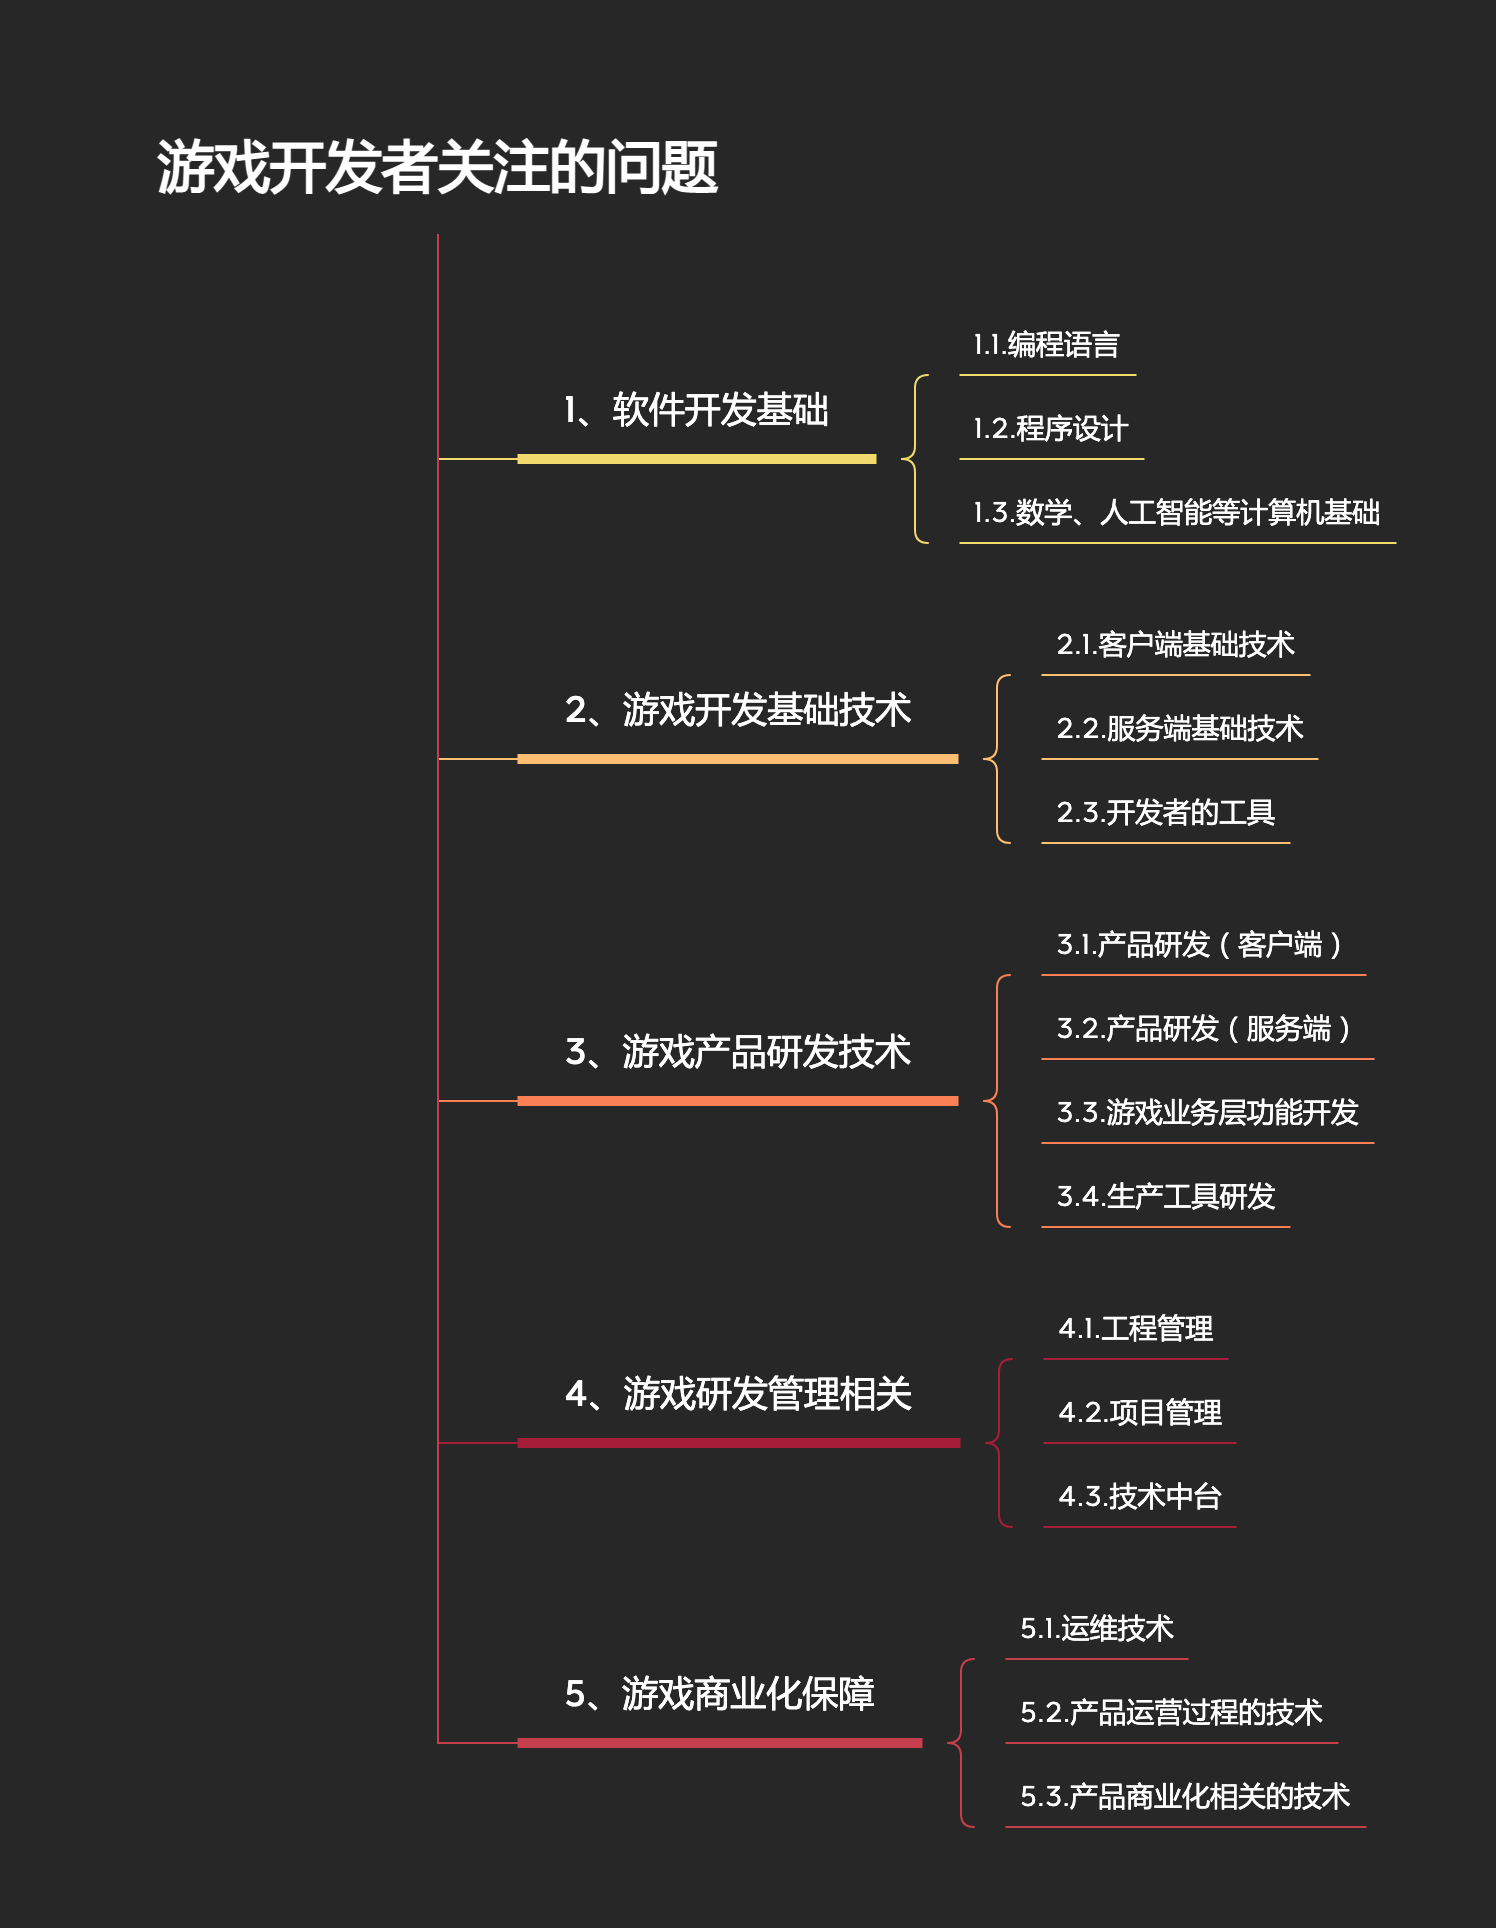 游戏开发者关注的问题
1、软件开发基础
1.1.编程语言
1.2.程序设计
1.3.数学、人工智能等计算机基础
2、游戏开发基础技术
2.1.客户端基础技术
2.2.服务端基础技术
2.3.开发者的工具
3、游戏产品研发技术
3.1.产品研发（客户端）
3.2.产品研发（服务端）
3.3.游戏业务层功能开发
3.4.生产工具研发
4、游戏研发管理相关
4.1.工程管理
4.2.项目管理
4.3.技术中台
5、游戏商业化保障
5.1.运维技术
5.2.产品运营过程的技术
5.3.产品商业化相关的技术